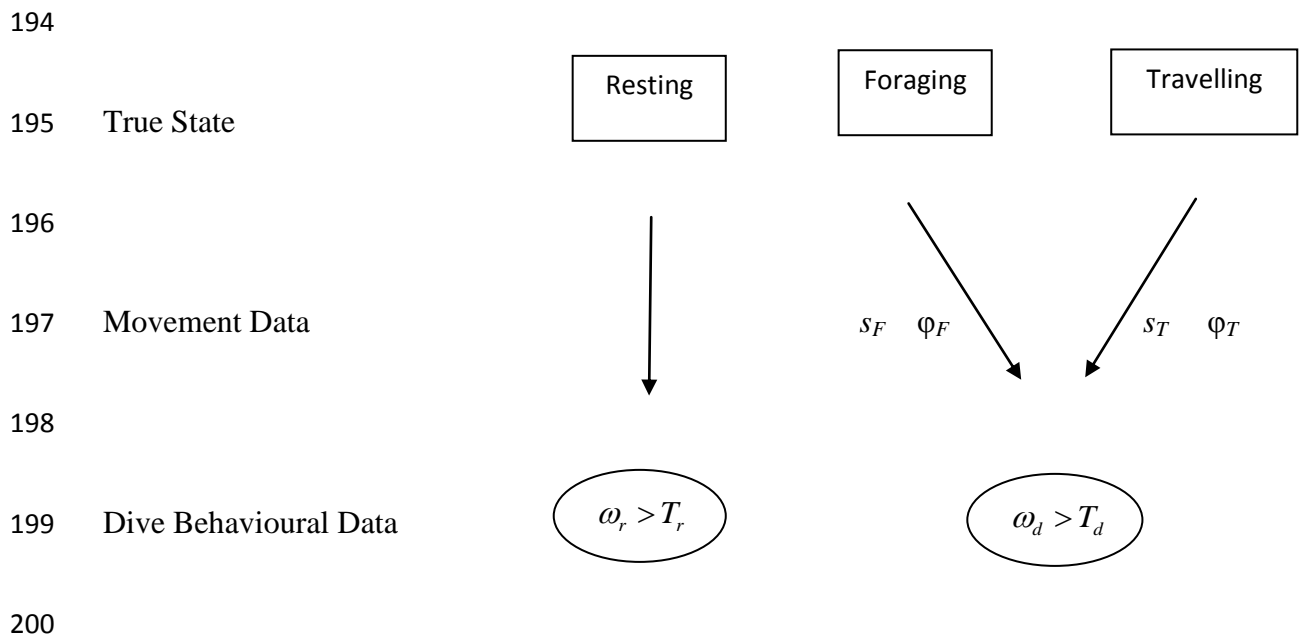 194
Resting Foraging Travelling
195 True State
196
197 Movement Data s_F φ_F s_T φ_T
198
199 Dive Behavioural Data ω_r > T_r ω_d > T_d
200